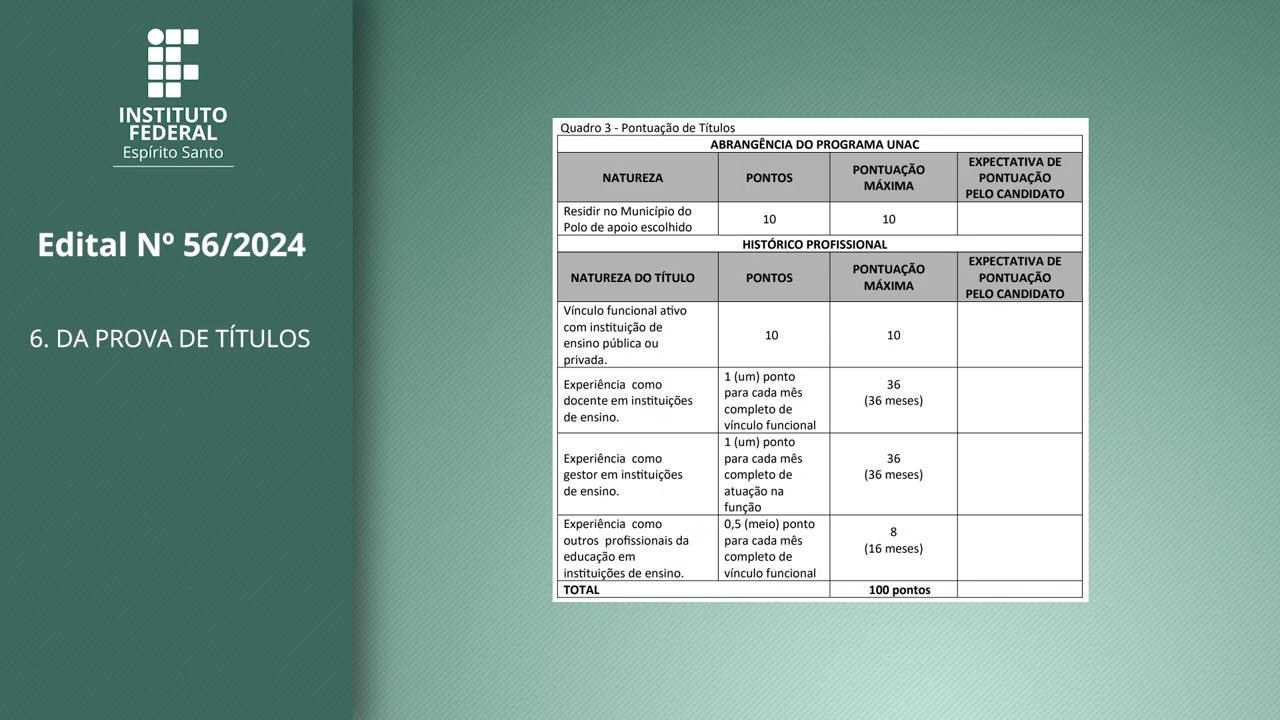 INSTITUTO
FEDERAL
Espírito Santo
Edital Nº 56/2024
6. DA PROVA DE TÍTULOS
Quadro 3 - Pontuação de Títulos
ABRANGÊNCIA DO PROGRAMA UNAC
NATUREZA
PONTOS
PONTUAÇÃO
MÁXIMA
EXPECTATIVA DE
PONTUAÇÃO
PELO CANDIDATO
Residir no Município do
Polo de apoio escolhido
10
10
HISTÓRICO PROFISSIONAL
NATUREZA DO TÍTULO
PONTOS
PONTUAÇÃO
MÁXIMA
EXPECTATIVA DE
PONTUAÇÃO
PELO CANDIDATO
Vínculo funcional ativo
com instituição de
ensino pública ou
privada.
10
10
Experiência como
docente em instituições
de ensino.
1 (um) ponto
para cada mês
completo de
vínculo funcional
36
(36 meses)
Experiência como
gestor em instituições
de ensino.
1 (um) ponto
para cada mês
completo de
atuação na
função
36
(36 meses)
Experiência como
outros profissionais da
educação em
instituições de ensino.
0,5 (meio) ponto
para cada mês
completo de
vínculo funcional
8
(16 meses)
TOTAL
100 pontos